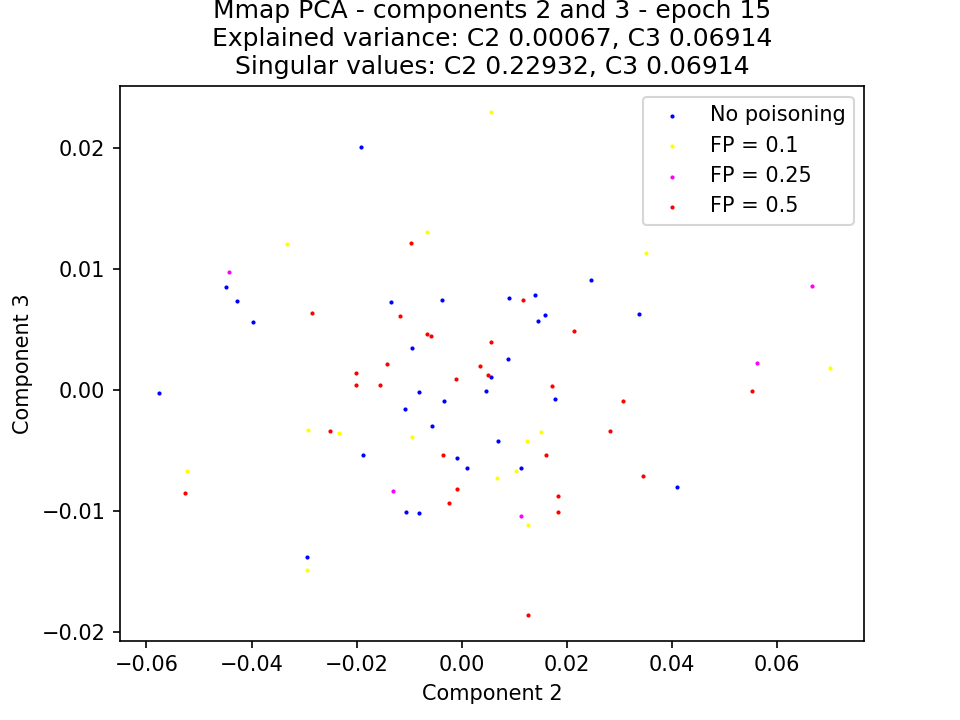 Mmap PCA - components 2 and 3 - epoch 15
Explained variance: C2 0.00067, C3 0.06914
Singular values: C2 0.22932, C3 0.06914
No poisoning
FP = 0.1
FP = 0.25
FP = 0.5
0.02
0.01
0.00
−0.01
−0.02
Component 3
−0.06
−0.04
−0.02
0.00
0.02
0.04
0.06
Component 2